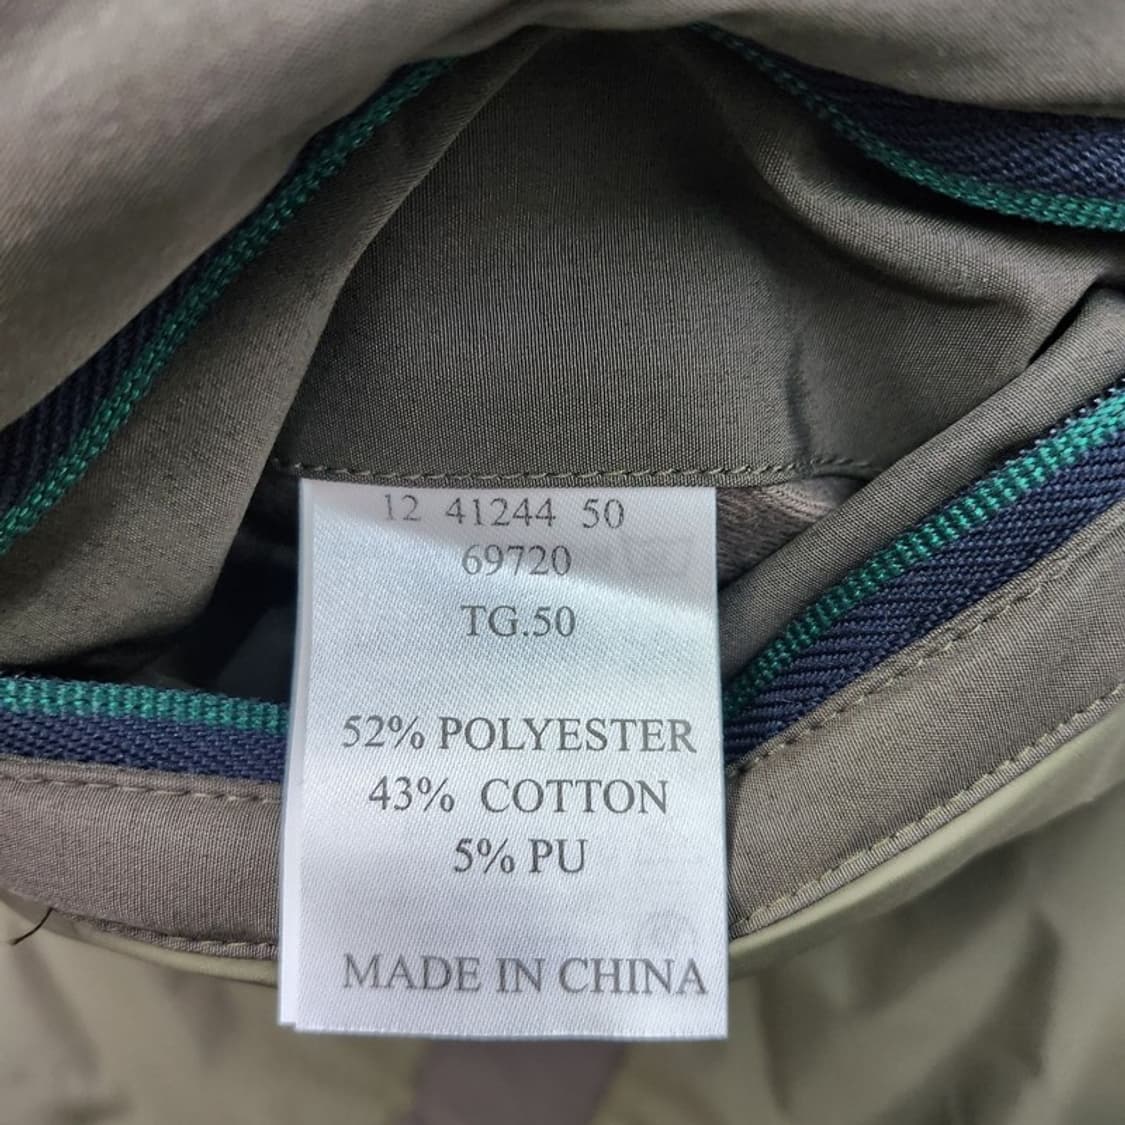 12 41244 50
69720
TG.50
52% POLYESTER
43% COTTON
5% PU
MADE IN CHINA